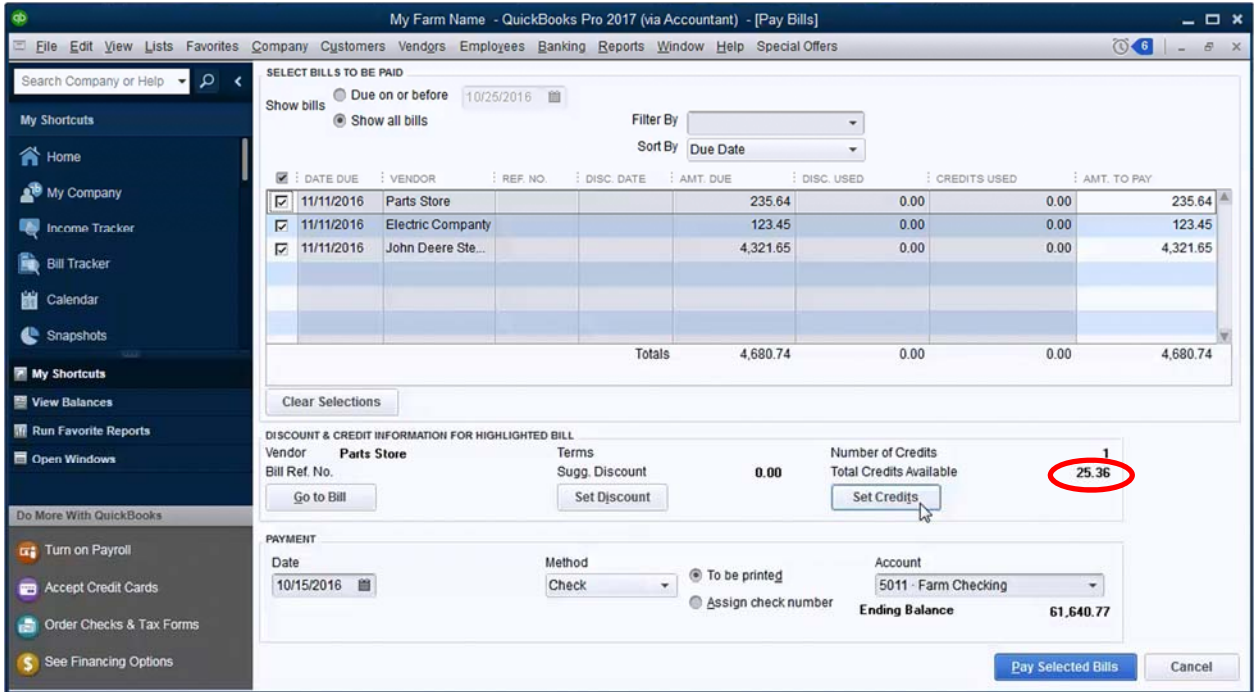 My Farm Name - QuickBooks Pro 2017 (via Accountant) - [Pay Bills]
File Edit View Lists Favorites Company Customers Vendors Employees Banking Reports Window Help Special Offers 6
Search Company or Help
My Shortcuts
Home
My Company
Income Tracker
Bill Tracker
Calendar
Snapshots
My Shortcuts
View Balances
Run Favorite Reports
Open Windows
Do More With QuickBooks
Turn on Payroll
Accept Credit Cards
Order Checks & Tax Forms
See Financing Options
SELECT BILLS TO BE PAID
Show bills
Due on or before 10/25/2016
Show all bills
Filter By
Sort By Due Date
DATE DUE VENDOR REF. NO. DISC. DATE AMT. DUE DISC. USED CREDITS USED AMT. TO PAY
11/11/2016 Parts Store 235.64 0.00 0.00 235.64
11/11/2016 Electric Companty 123.45 0.00 0.00 123.45
11/11/2016 John Deere Ste... 4,321.65 0.00 0.00 4,321.65
Totals 4,680.74 0.00 0.00 4,680.74
Clear Selections
DISCOUNT & CREDIT INFORMATION FOR HIGHLIGHTED BILL
Vendor Parts Store Terms Number of Credits 1
Bill Ref. No. Sugg. Discount 0.00 Total Credits Available 25.36
Go to Bill Set Discount Set Credits
PAYMENT
Date Method Account
10/15/2016 Check To be printed 5011 · Farm Checking
Assign check number Ending Balance 61,640.77
Pay Selected Bills Cancel